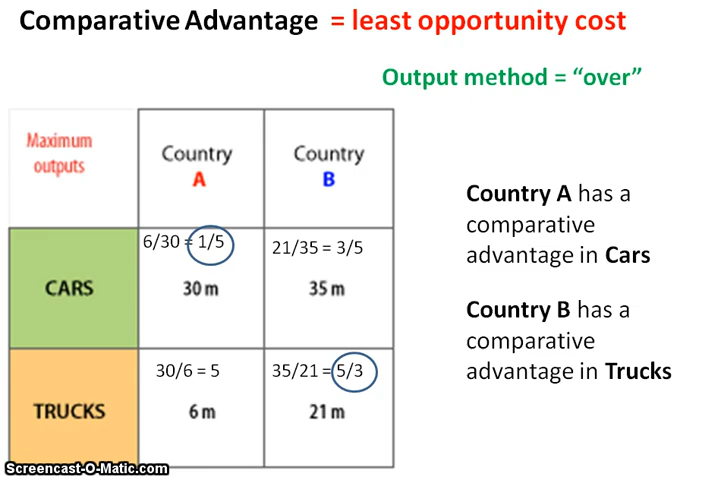 Comparative Advantage = least opportunity cost
Output method = “over”
Maximum
outputs
Country
A
Country
B
CARS
6/30 = 1/5
30 m
21/35 = 3/5
35 m
TRUCKS
30/6 = 5
6 m
35/21 = 5/3
21 m
Country A has a
comparative
advantage in Cars
Country B has a
comparative
advantage in Trucks
Screencast-O-Matic.com